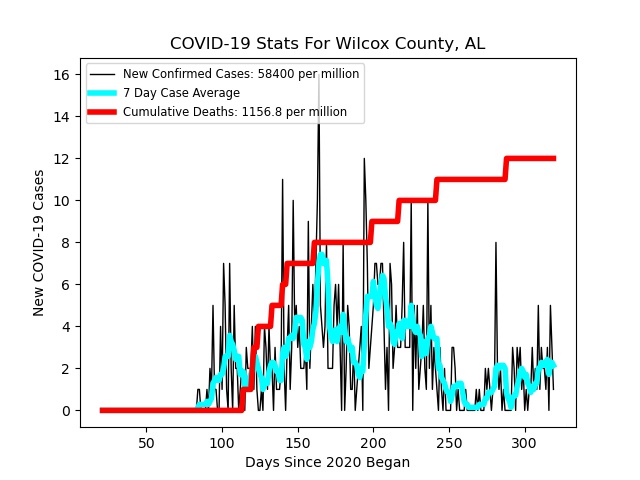 COVID-19 Stats For Wilcox County, AL
New Confirmed Cases: 58400 per million
7 Day Case Average
Cumulative Deaths: 1156.8 per million
New COVID-19 Cases
16
14
12
10
8
6
4
2
0
50 100 150 200 250 300
Days Since 2020 Began